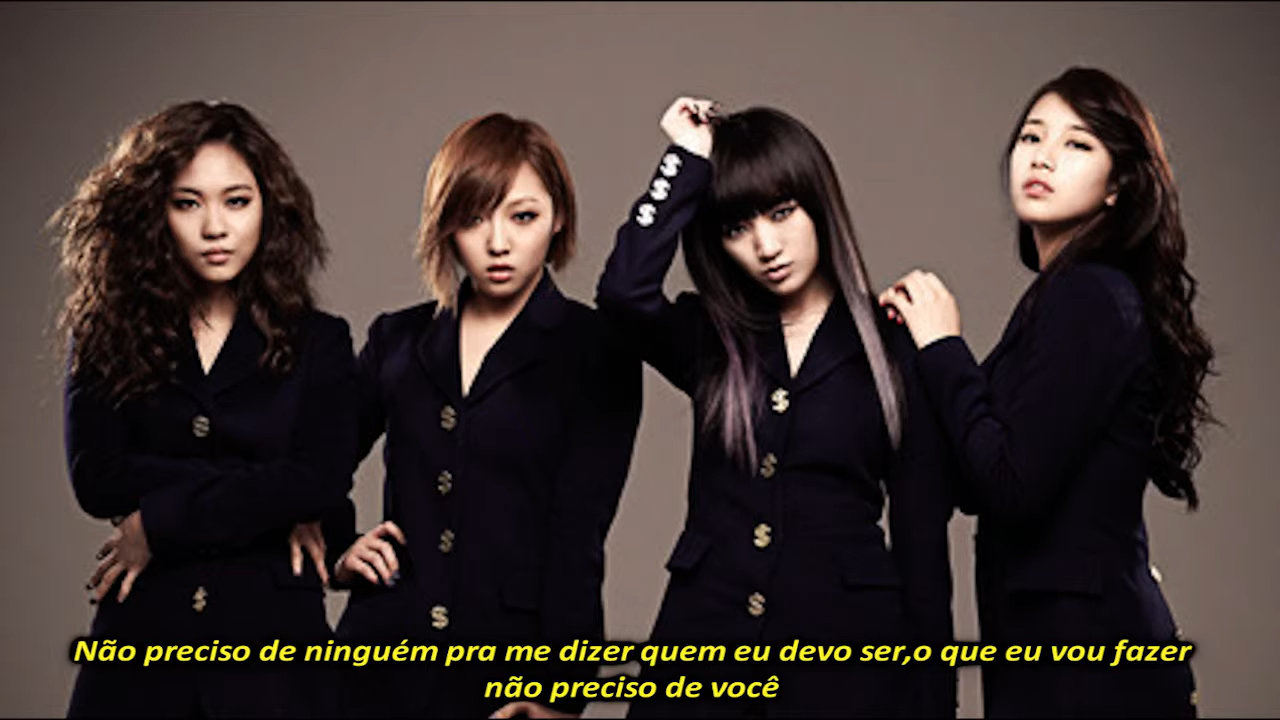 Não preciso de ninguém pra me dizer quem eu devo ser,o que eu vou fazer
não preciso de você